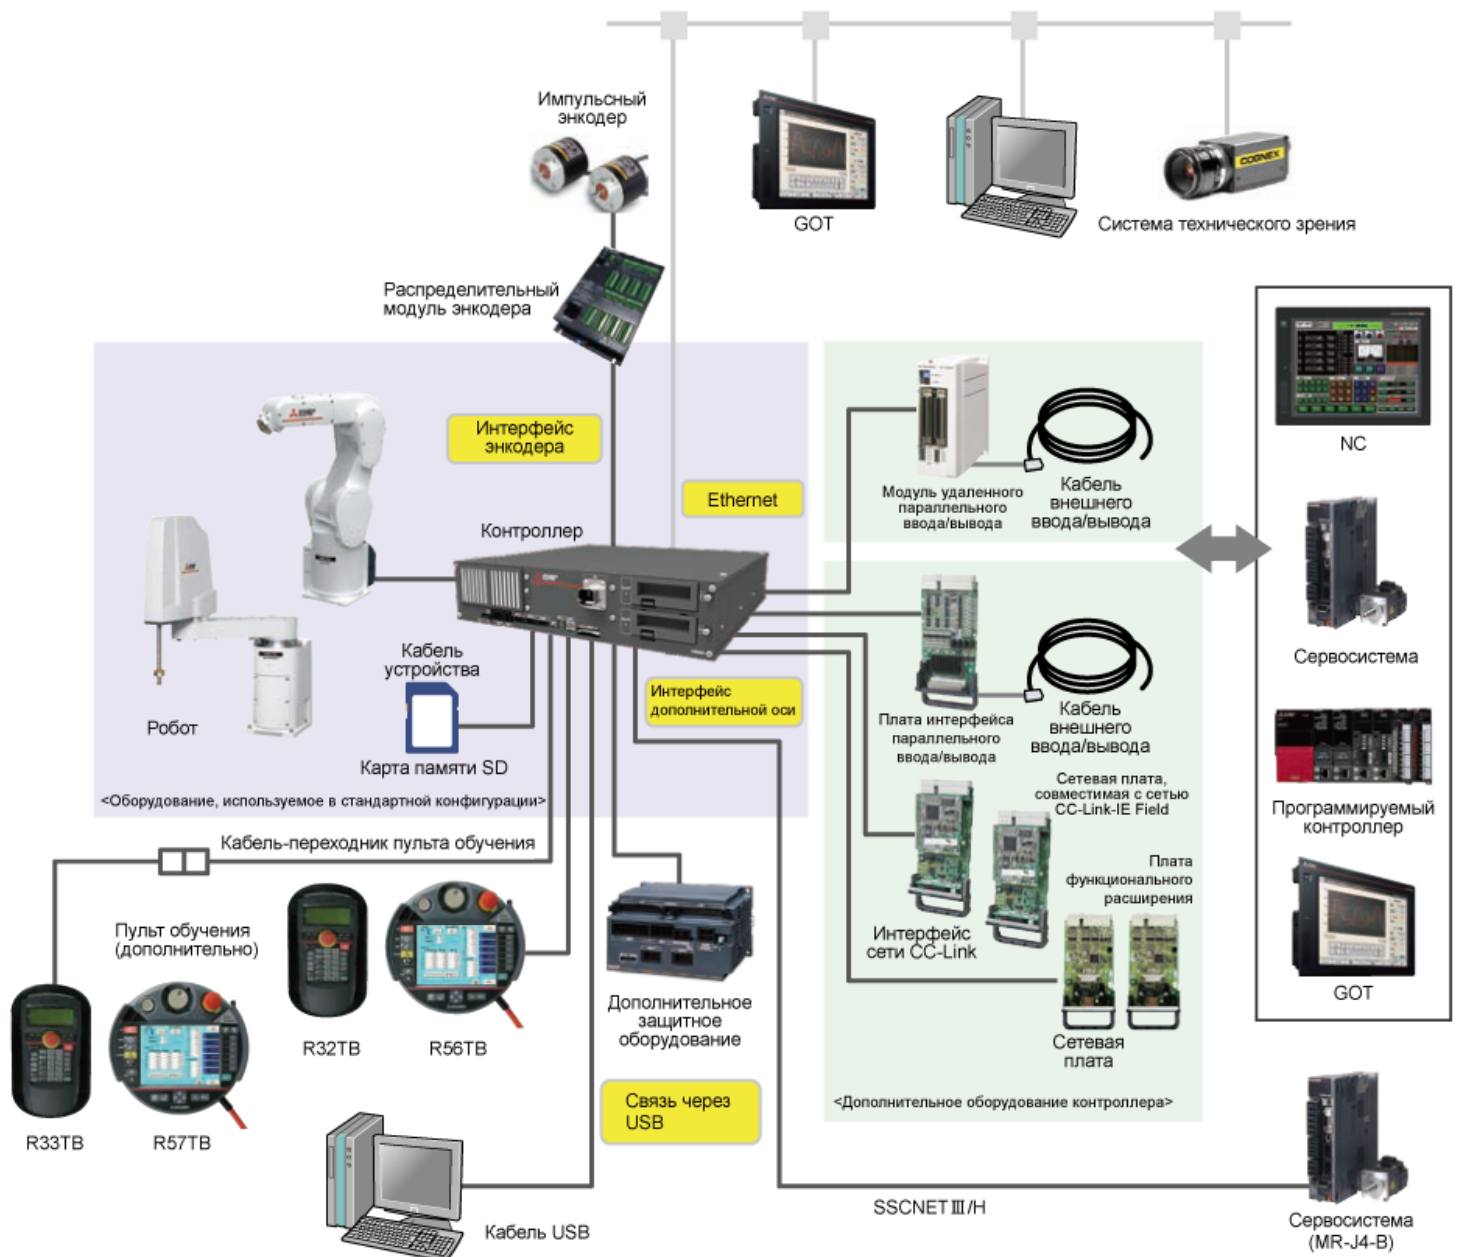 Импульсный
энкодер
GOT
COGNEX
Система технического зрения
Распределительный
модуль энкодера
Интерфейс
энкодера
Ethernet
Контроллер
Модуль удаленного
параллельного
ввода/вывода
Кабель
внешнего
ввода/вывода
NC
Сервосистема
Кабель
устройства
Интерфейс
дополнительной оси
Робот
Карта памяти SD
<Оборудование, используемое в стандартной конфигурации>
Плата интерфейса
параллельного
ввода/вывода
Кабель
внешнего
ввода/вывода
Сетевая плата,
совместимая с сетью
CC-Link-IE Field
Программируемый
контроллер
Кабель-переходник пульта обучения
Плата
функционального
расширения
Пульт обучения
(дополнительно)
Интерфейс
сети CC-Link
GOT
Дополнительное
защитное
оборудование
R32TB
R56TB
Сетевая
плата
R33TB
R57TB
Связь через
USB
<Дополнительное оборудование контроллера>
SSCNETⅢ/H
Кабель USB
Сервосистема
(MR-J4-B)